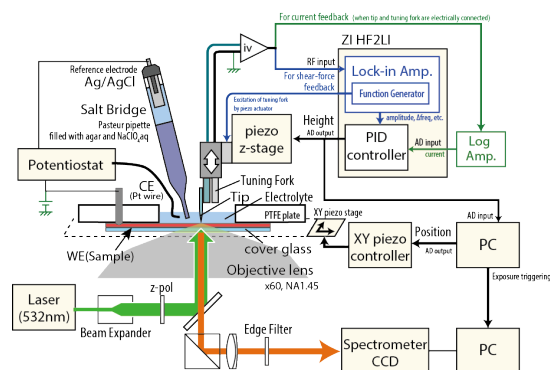 For current feedback (when tip and tuning fork are electrically connected)
iv
ZI HF2LI
RF input
For shear-force
feedback
Lock-in Amp.
Function Generator
Reference electrode
Ag/AgCl
Salt Bridge
Pasteur pipette
filled with agar and NaClO₄aq
Excitation of tuning fork
by piezo actuator
amplitude, Δfreq, etc.
piezo
z-stage
Height
AD output
PID
controller
AD input
current
Log
Amp.
Potentiostat
CE
(Pt wire)
Tuning Fork
Tip
Electrolyte
PTFE plate
XY piezo stage
AD input
WE(Sample)
cover glass
Objective lens
x60, NA1.45
XY piezo
controller
Position
AD output
PC
Exposure triggering
Laser
(532nm)
z-pol
Beam Expander
Edge Filter
Spectrometer
CCD
PC